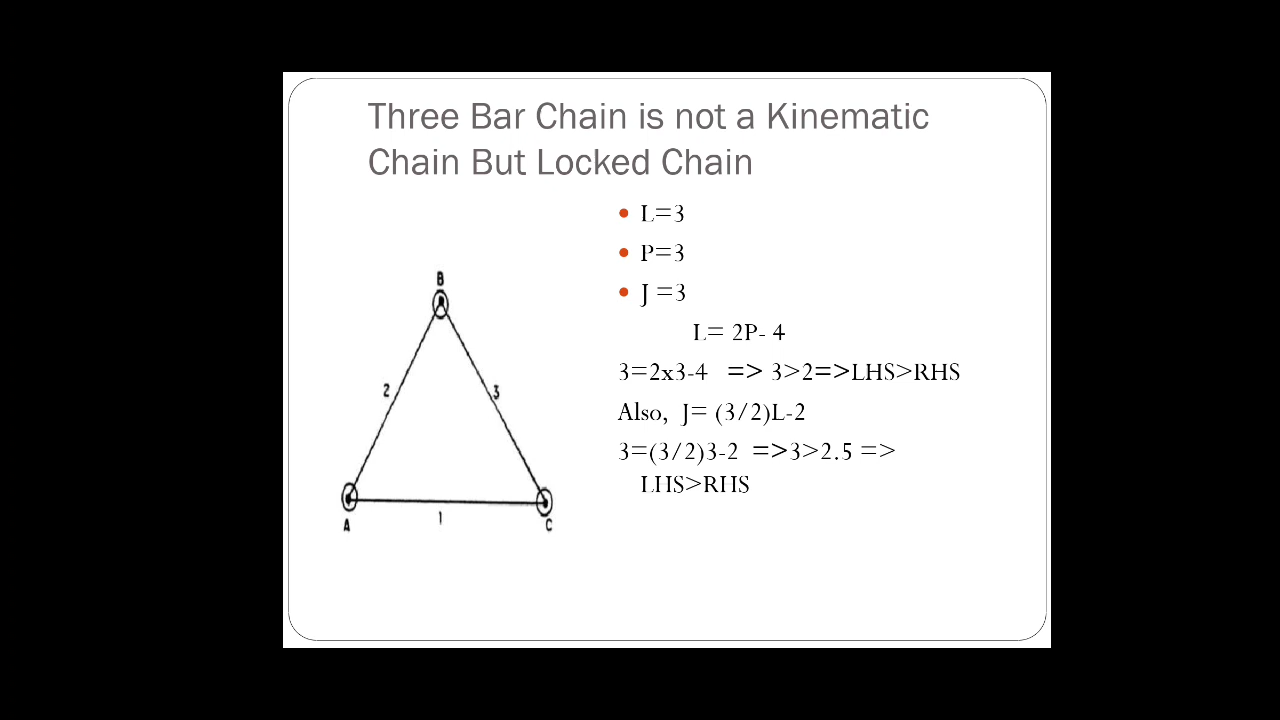 Three Bar Chain is not a Kinematic
Chain But Locked Chain
L=3
P=3
J =3
L= 2P- 4
3=2x3-4 => 3>2=>LHS>RHS
Also, J= (3/2)L-2
3=(3/2)3-2 =>3>2.5 =>
LHS>RHS
B
2
3
A
1
C